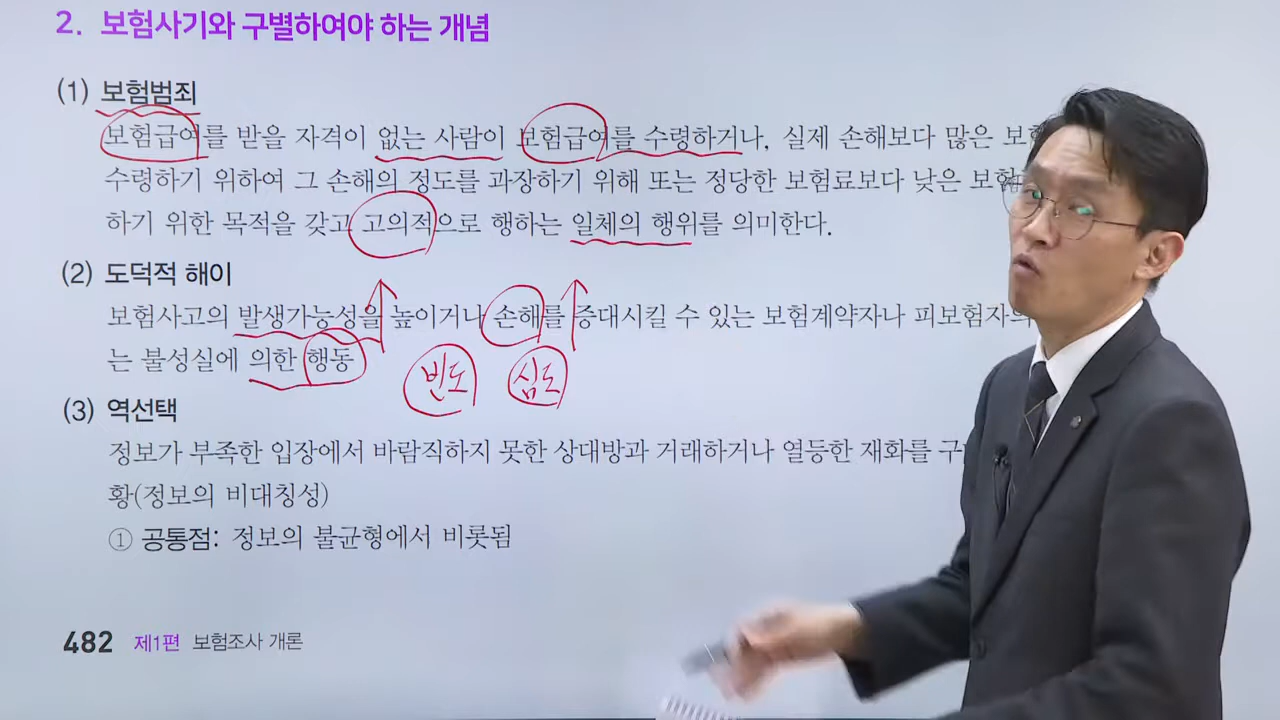 2. 보험사기와 구별하여야 하는 개념
(1) 보험범죄
보험급여를 받을 자격이 없는 사람이 보험급여를 수령하거나, 실제 손해보다 많은
수령하기 위하여 그 손해의 정도를 과장하기 위해 또는 정당한 보험료보다 낮은
하기 위한 목적을 갖고 고의적으로 행하는 일체의 행위를 의미한다.
(2) 도덕적 해이
보험사고의 발생가능성을 높이거나 손해를 증대시킬 수 있는 보험계약자나 피보험자의
는 불성실에 의한 행동
빈도 심도
(3) 역선택
정보가 부족한 입장에서 바람직하지 못한 상대방과 거래하거나 열등한 재화를
황(정보의 비대칭성)
① 공통점: 정보의 불균형에서 비롯됨
482 제1편 보험조사 개론